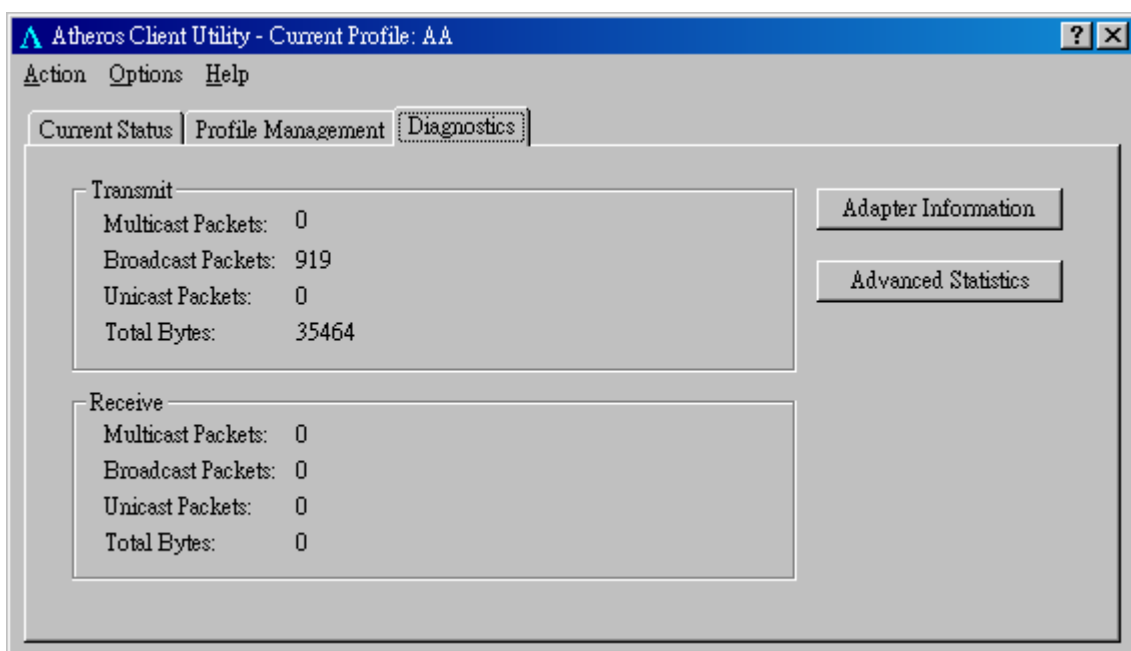 Atheros Client Utility - Current Profile: AA
Action Options Help
Current Status Profile Management Diagnostics
Transmit
Multicast Packets: 0
Broadcast Packets: 919
Unicast Packets: 0
Total Bytes: 35464
Adapter Information
Advanced Statistics
Receive
Multicast Packets: 0
Broadcast Packets: 0
Unicast Packets: 0
Total Bytes: 0